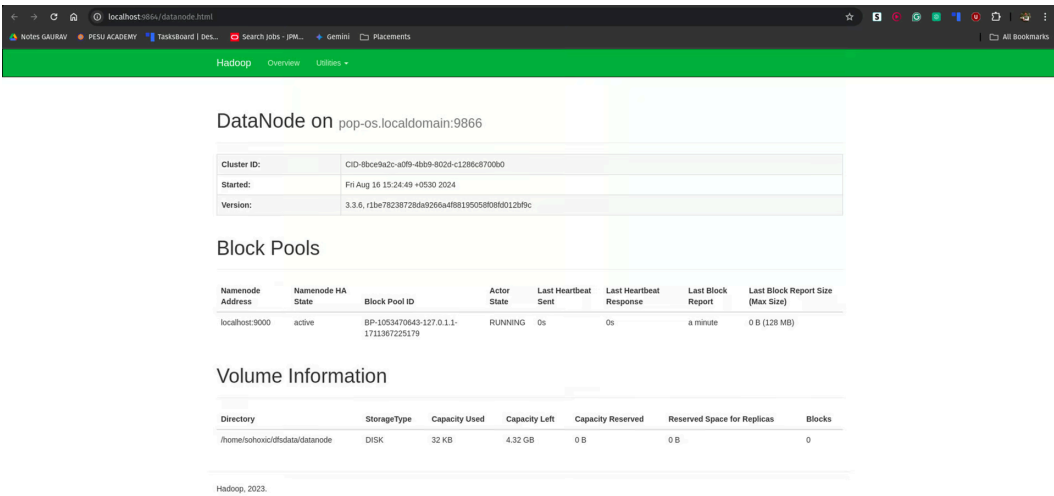 localhost:9864/datanode.html
Notes GAURAV PESU ACADEMY TasksBoard | Des... Search Jobs - JPM... Gemini Placements All Bookmarks
Hadoop Overview Utilities
DataNode on pop-os.localdomain:9866
Cluster ID: CID-8bce9a2c-a0f9-4bb9-802d-c1286c8700b0
Started: Fri Aug 16 15:24:49 +0530 2024
Version: 3.3.6, r1be78238728da9266a4f88195058f08fd012bf9c
Block Pools
Namenode Address Namenode HA State Block Pool ID Actor State Last Heartbeat Sent Last Heartbeat Response Last Block Report Last Block Report Size (Max Size)
localhost:9000 active BP-1053470643-127.0.1.1-1711367225179 RUNNING 0s 0s a minute 0 B (128 MB)
Volume Information
Directory StorageType Capacity Used Capacity Left Capacity Reserved Reserved Space for Replicas Blocks
/home/sohoxic/dfsdata/datanode DISK 32 KB 4.32 GB 0 B 0 B 0
Hadoop, 2023.